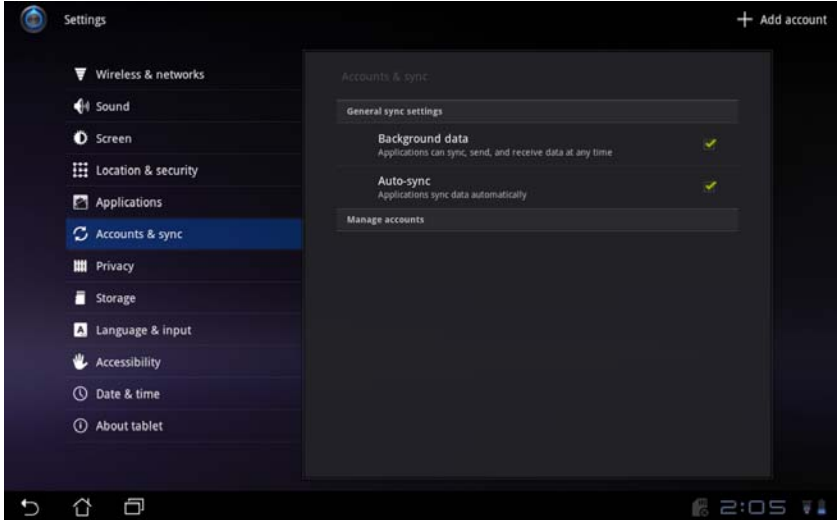 Settings
Add account
Wireless & networks
Sound
Screen
Location & security
Applications
Accounts & sync
Privacy
Storage
Language & input
Accessibility
Date & time
About tablet
Accounts & sync
General sync settings
Background data
Applications can sync, send, and receive data at any time
Auto-sync
Applications sync data automatically
Manage accounts
2:05